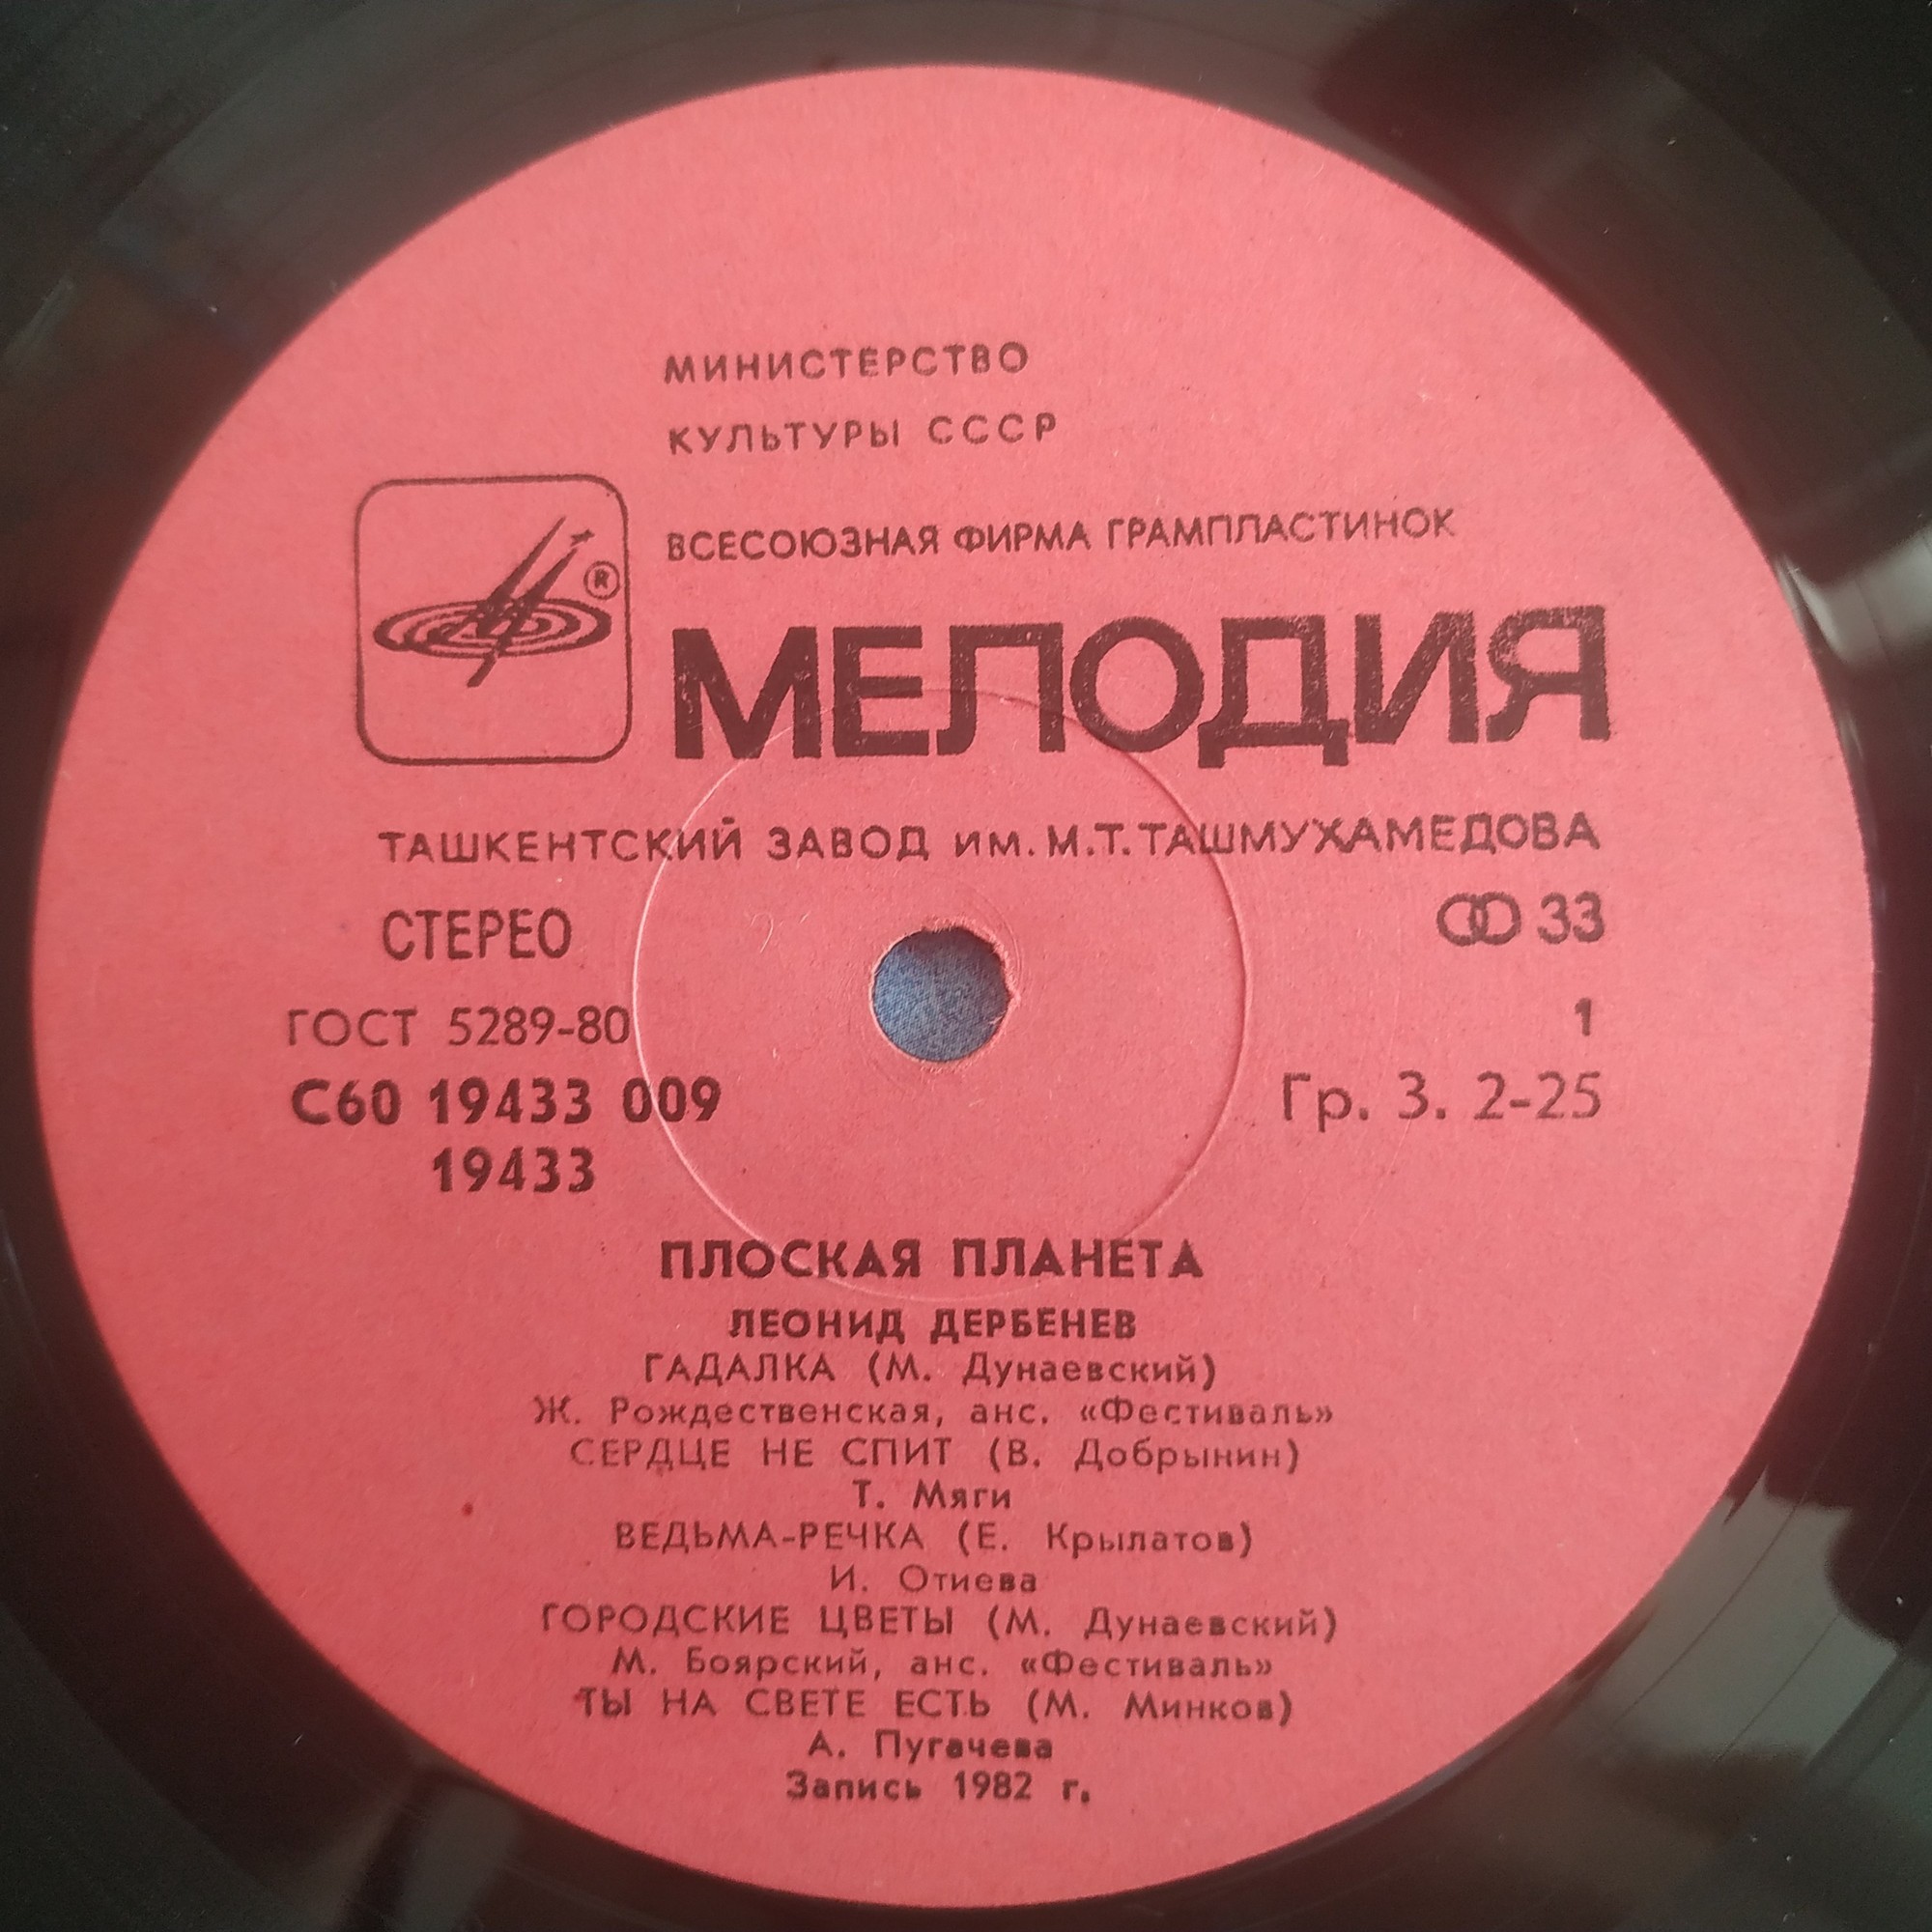 МИНИСТЕРСТВО
КУЛЬТУРЫ СССР
ВСЕСОЮЗНАЯ ФИРМА ГРАМПЛАСТИНОК
®
МЕЛОДИЯ
ТАШКЕНТСКИЙ ЗАВОД им. М.Т.ТАШМУХАМЕДОВА
СТЕРЕО 33
ГОСТ 5289-80 1
С60 19433 009 Гр. 3. 2-25
19433
ПЛОСКАЯ ПЛАНЕТА
ЛЕОНИД ДЕРБЕНЕВ
ГАДАЛКА (М. Дунаевский)
Ж. Рождественская, анс. «Фестиваль»
СЕРДЦЕ НЕ СПИТ (В. Добрынин)
Т. Мяги
ВЕДЬМА-РЕЧКА (Е. Крылатов)
И. Отиева
ГОРОДСКИЕ ЦВЕТЫ (М. Дунаевский)
М. Боярский, анс. «Фестиваль»
ТЫ НА СВЕТЕ ЕСТЬ (М. Минков)
А. Пугачева
Запись 1982 г.